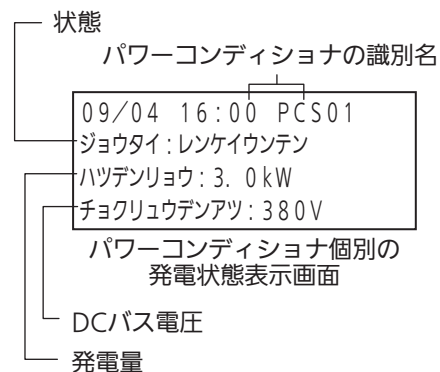 状態
パワーコンディショナの識別名
09/04 16:00 PCS01
ジョウタイ:レンケイウンテン
ハツデンリョウ:3. 0kW
チョクリュウデンアツ:380V
パワーコンディショナ個別の
発電状態表示画面
DCバス電圧
発電量